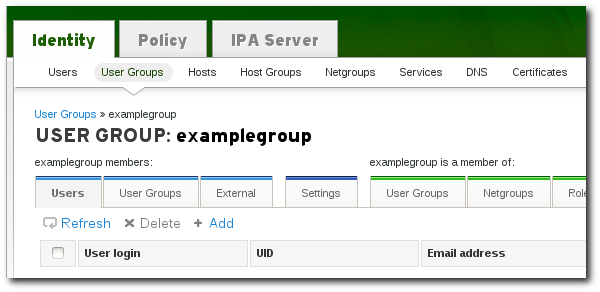 Identity Policy IPA Server
Users User Groups Hosts Host Groups Netgroups Services DNS Certificates
User Groups » examplegroup
USER GROUP: examplegroup
examplegroup members: examplegroup is a member of:
Users User Groups External Settings User Groups Netgroups Role
Refresh Delete Add
User login UID Email address